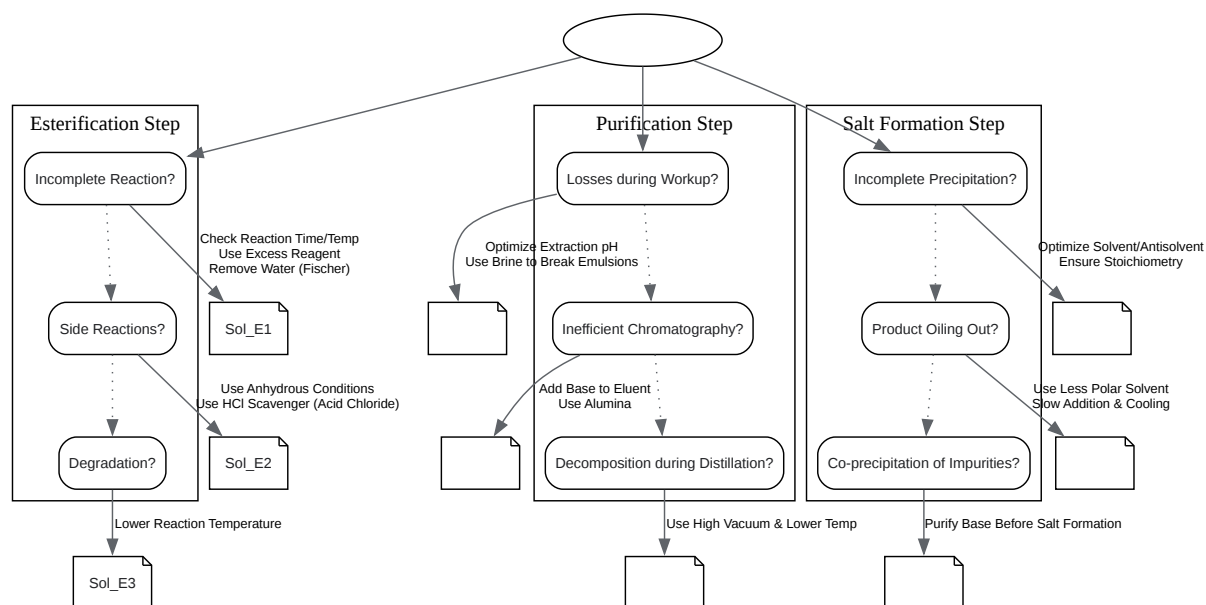 Esterification Step
Purification Step
Salt Formation Step
Incomplete Reaction?
Losses during Workup?
Incomplete Precipitation?
Check Reaction Time/Temp
Use Excess Reagent
Remove Water (Fischer)
Optimize Extraction pH
Use Brine to Break Emulsions
Optimize Solvent/Antisolvent
Ensure Stoichiometry
Side Reactions?
Sol_E1
Inefficient Chromatography?
Product Oiling Out?
Use Anhydrous Conditions
Use HCl Scavenger (Acid Chloride)
Add Base to Eluent
Use Alumina
Use Less Polar Solvent
Slow Addition & Cooling
Degradation?
Sol_E2
Decomposition during Distillation?
Co-precipitation of Impurities?
Lower Reaction Temperature
Use High Vacuum & Lower Temp
Purify Base Before Salt Formation
Sol_E3